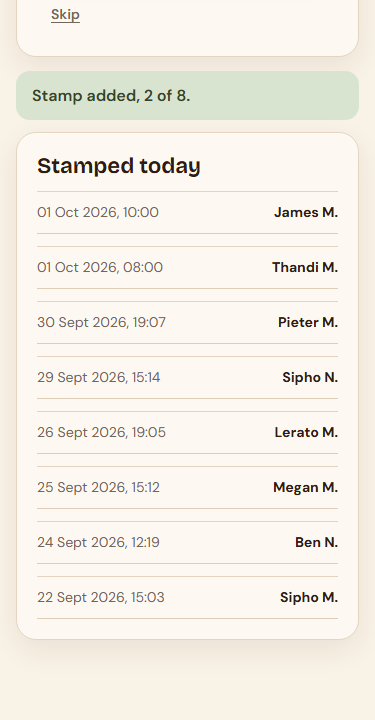 Skip
Stamp added, 2 of 8.
Stamped today
01 Oct 2026, 10:00 James M.
01 Oct 2026, 08:00 Thandi M.
30 Sept 2026, 19:07 Pieter M.
29 Sept 2026, 15:14 Sipho N.
26 Sept 2026, 19:05 Lerato M.
25 Sept 2026, 15:12 Megan M.
24 Sept 2026, 12:19 Ben N.
22 Sept 2026, 15:03 Sipho M.